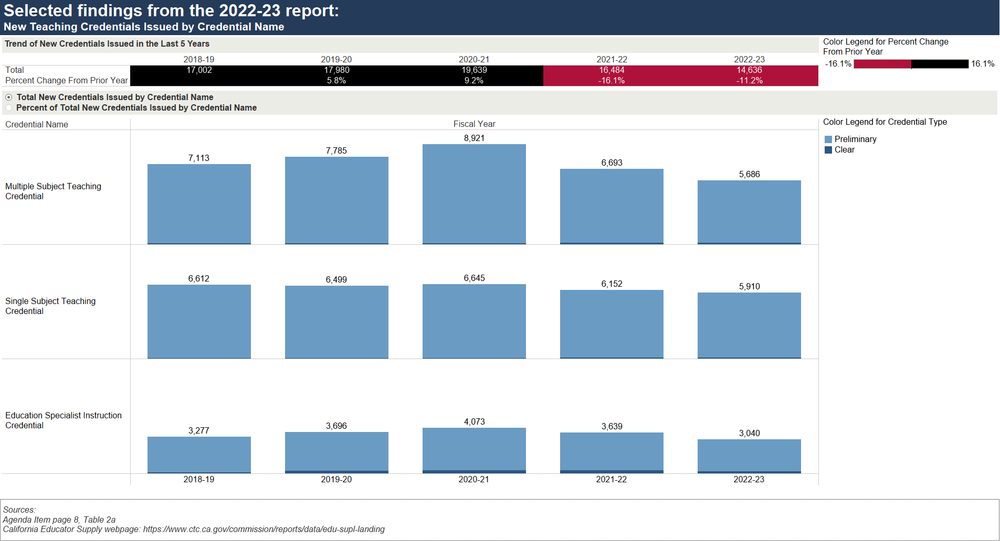 Selected findings from the 2022-23 report:
New Teaching Credentials Issued by Credential Name
Trend of New Credentials Issued in the Last 5 Years
2018-19 2019-20 2020-21 2021-22 2022-23
Total 17,002 17,980 19,639 16,484 14,636
Percent Change From Prior Year 5.8% 9.2% -16.1% -11.2%
Color Legend for Percent Change
From Prior Year
-16.1% 16.1%
Total New Credentials Issued by Credential Name
Percent of Total New Credentials Issued by Credential Name
Credential Name Fiscal Year
Color Legend for Credential Type
Preliminary
Clear
Multiple Subject Teaching
Credential
7,113 7,785 8,921 6,693 5,686
Single Subject Teaching
Credential
6,612 6,499 6,645 6,152 5,910
Education Specialist Instruction
Credential
3,277 3,696 4,073 3,639 3,040
2018-19 2019-20 2020-21 2021-22 2022-23
Sources:
Agenda Item page 8, Table 2a
California Educator Supply webpage: https://www.ctc.ca.gov/commission/reports/data/edu-supl-landing